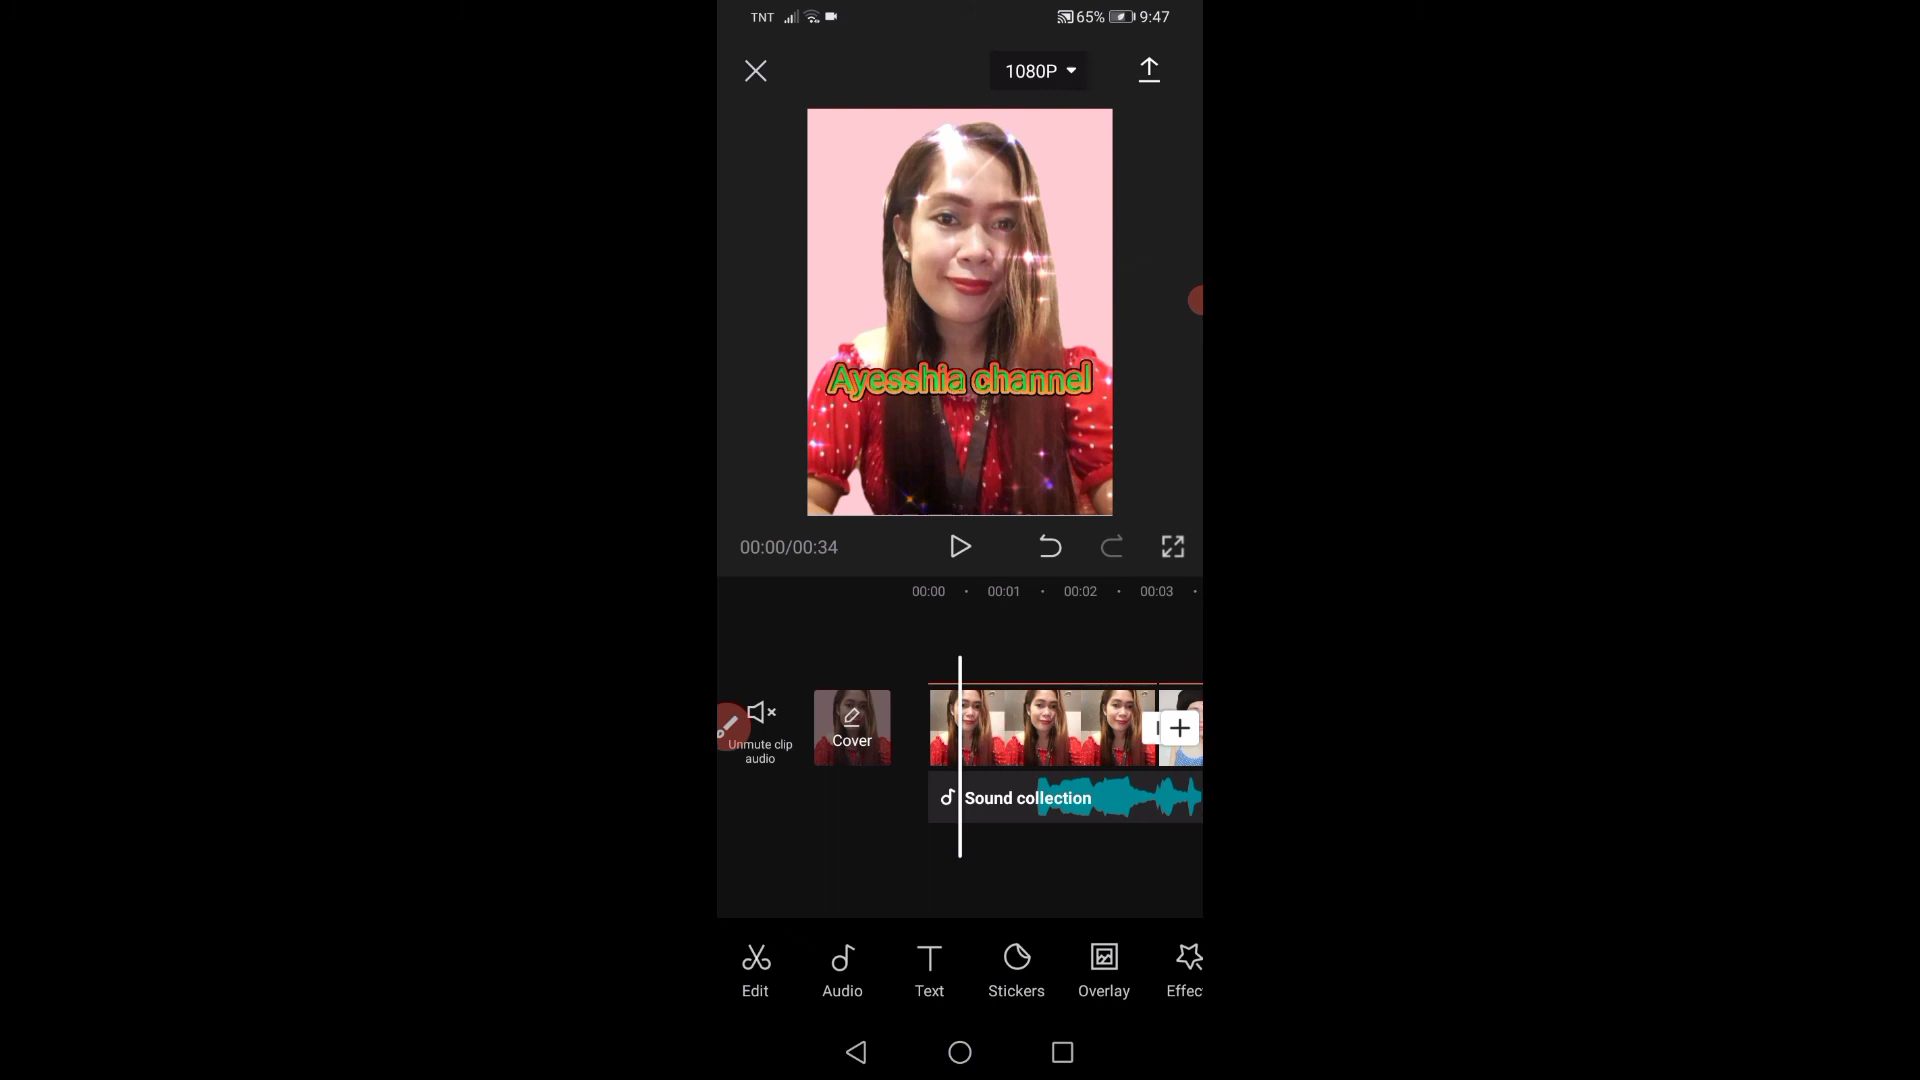 TNT 65% 9:47
1080P
Ayesshia channel
00:00/00:34
00:00 00:01 00:02 00:03
Unmute clip
audio
Cover
Sound collection
Edit Audio Text Stickers Overlay Effec